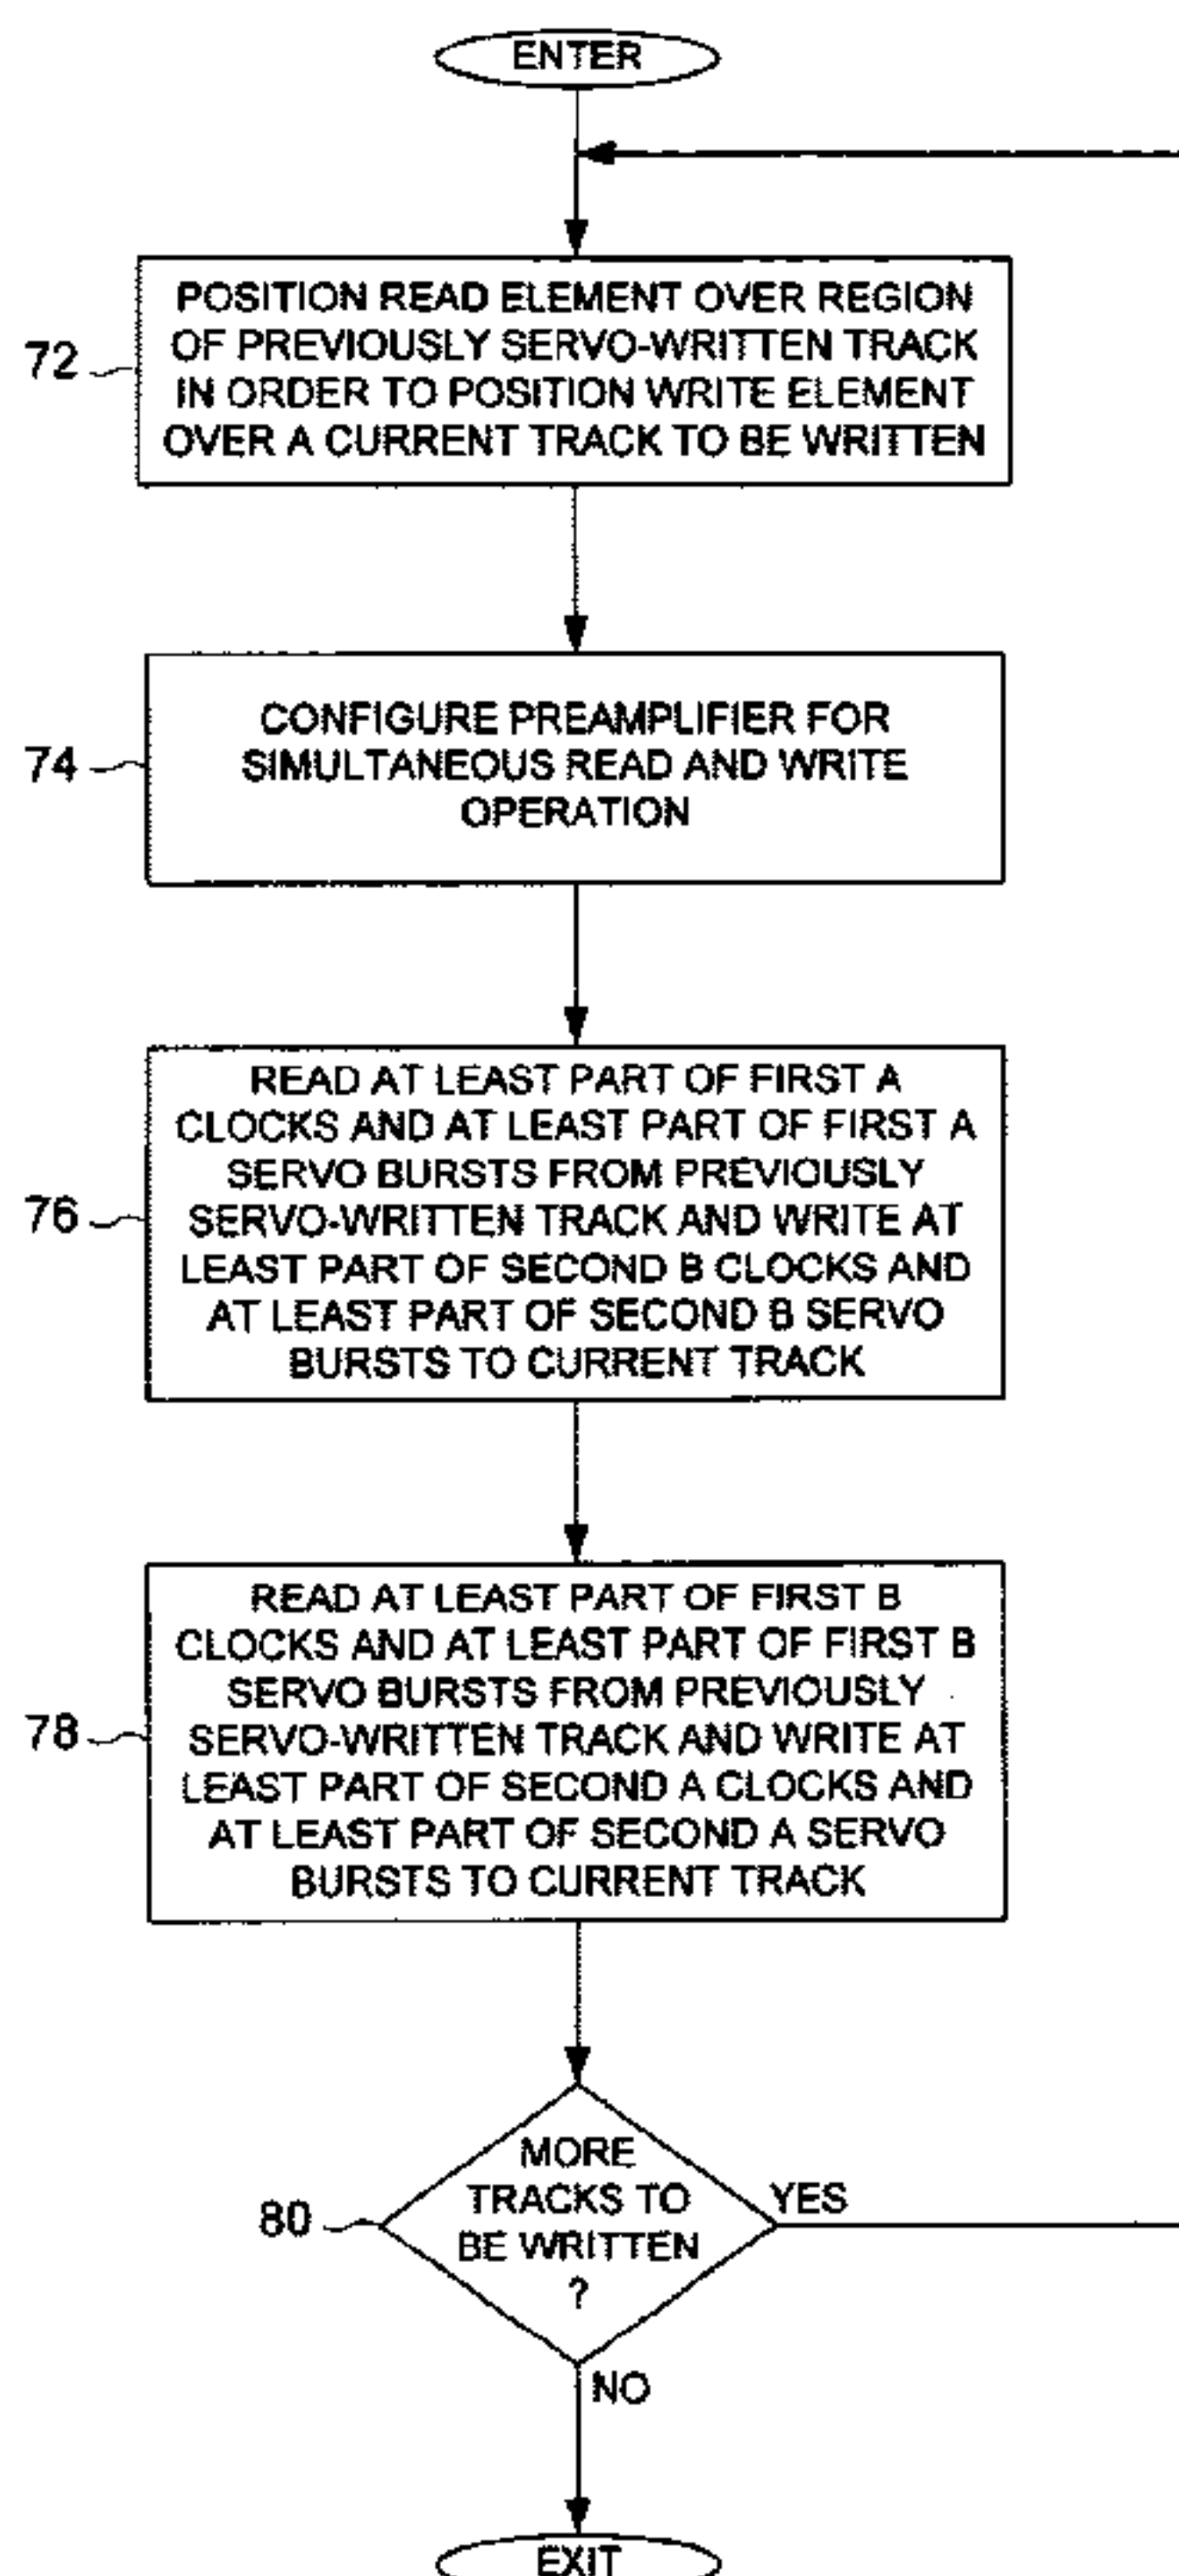 ENTER
72
POSITION READ ELEMENT OVER REGION
OF PREVIOUSLY SERVO-WRITTEN TRACK
IN ORDER TO POSITION WRITE ELEMENT
OVER A CURRENT TRACK TO BE WRITTEN
74
CONFIGURE PREAMPLIFIER FOR
SIMULTANEOUS READ AND WRITE
OPERATION
76
READ AT LEAST PART OF FIRST A
CLOCKS AND AT LEAST PART OF FIRST A
SERVO BURSTS FROM PREVIOUSLY
SERVO-WRITTEN TRACK AND WRITE AT
LEAST PART OF SECOND B CLOCKS AND
AT LEAST PART OF SECOND B SERVO
BURSTS TO CURRENT TRACK
78
READ AT LEAST PART OF FIRST B
CLOCKS AND AT LEAST PART OF FIRST B
SERVO BURSTS FROM PREVIOUSLY
SERVO-WRITTEN TRACK AND WRITE AT
LEAST PART OF SECOND A CLOCKS AND
AT LEAST PART OF SECOND A SERVO
BURSTS TO CURRENT TRACK
80
MORE
TRACKS TO
BE WRITTEN
?
YES
NO
EXIT